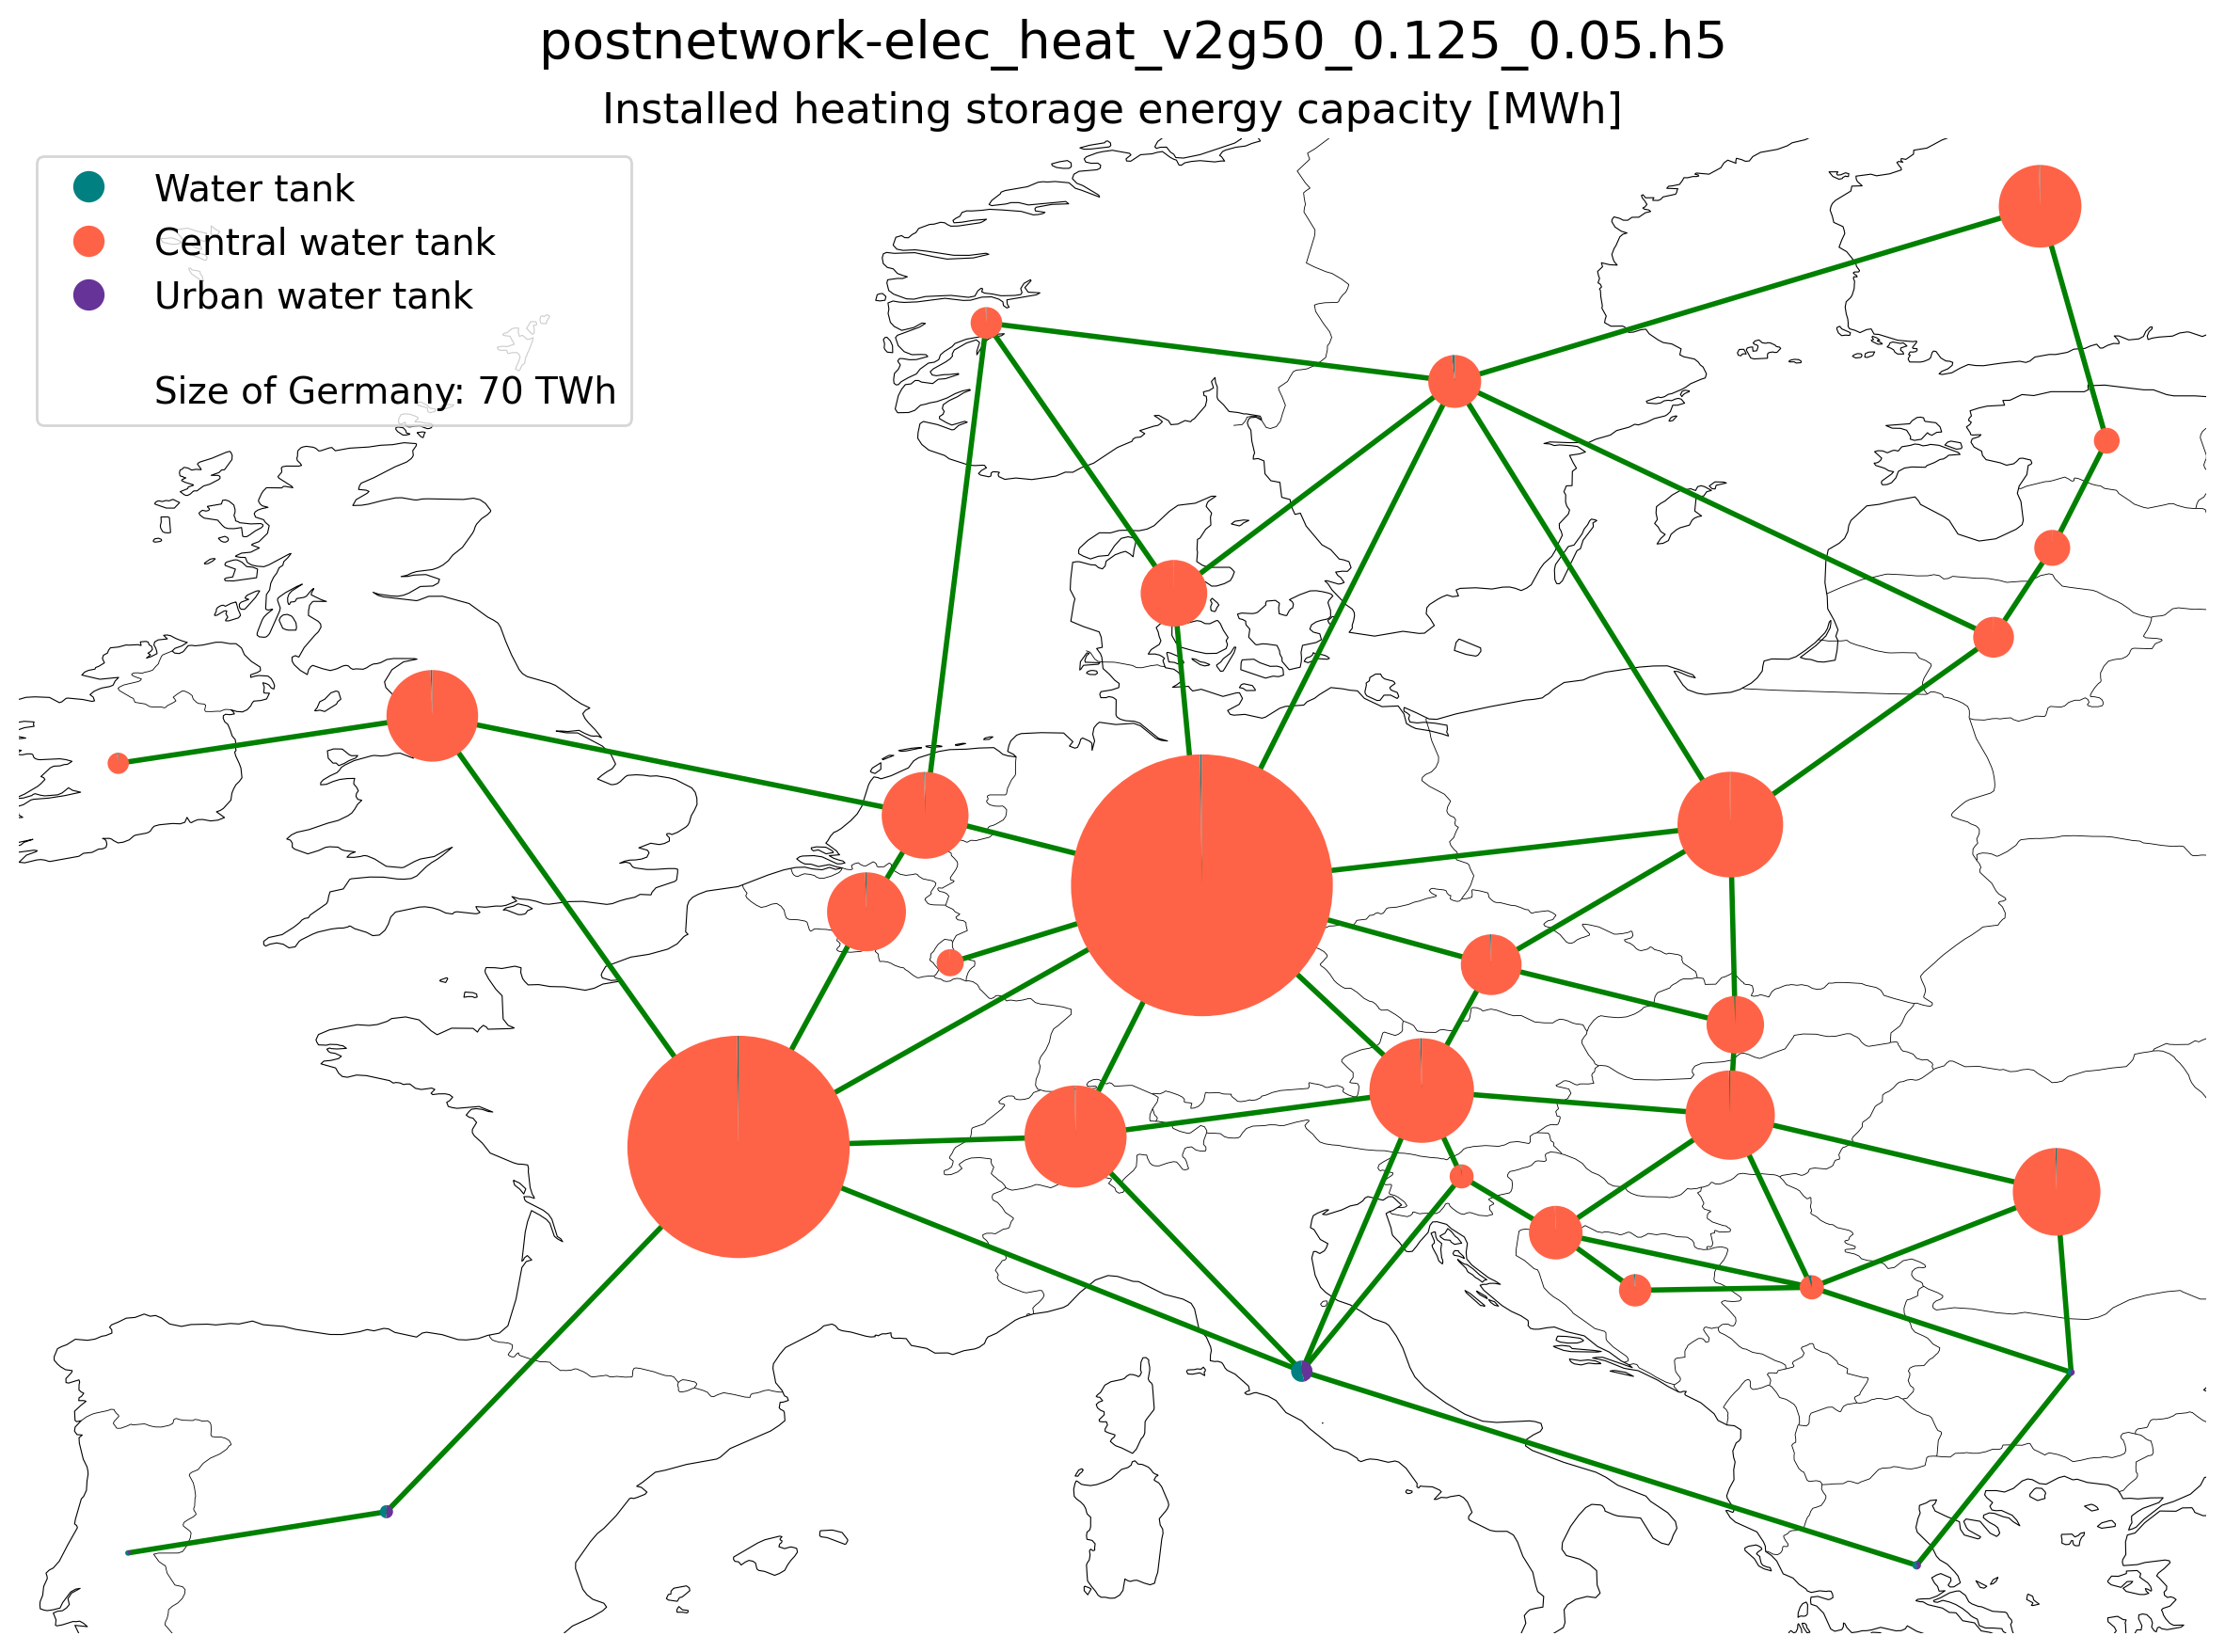 postnetwork-elec_heat_v2g50_0.125_0.05.h5
Installed heating storage energy capacity [MWh]
Water tank
Central water tank
Urban water tank
Size of Germany: 70 TWh